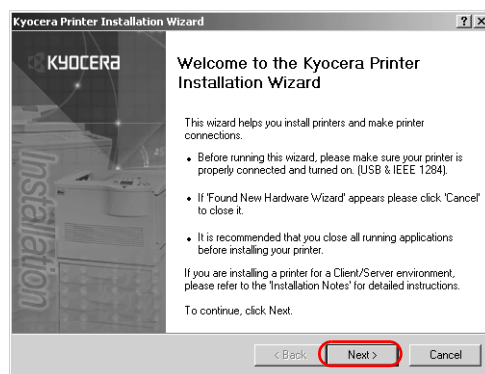 Kyocera Printer Installation Wizard
KYOCERA
Installation
Welcome to the Kyocera Printer
Installation Wizard
This wizard helps you install printers and make printer
connections.
• Before running this wizard, please make sure your printer is
properly connected and turned on. (USB & IEEE 1284).
• If 'Found New Hardware Wizard' appears please click 'Cancel'
to close it.
• It is recommended that you close all running applications
before installing your printer.
If you are installing a printer for a Client/Server environment,
please refer to the 'Installation Notes' for detailed instructions.
To continue, click Next.
< Back
Next >
Cancel